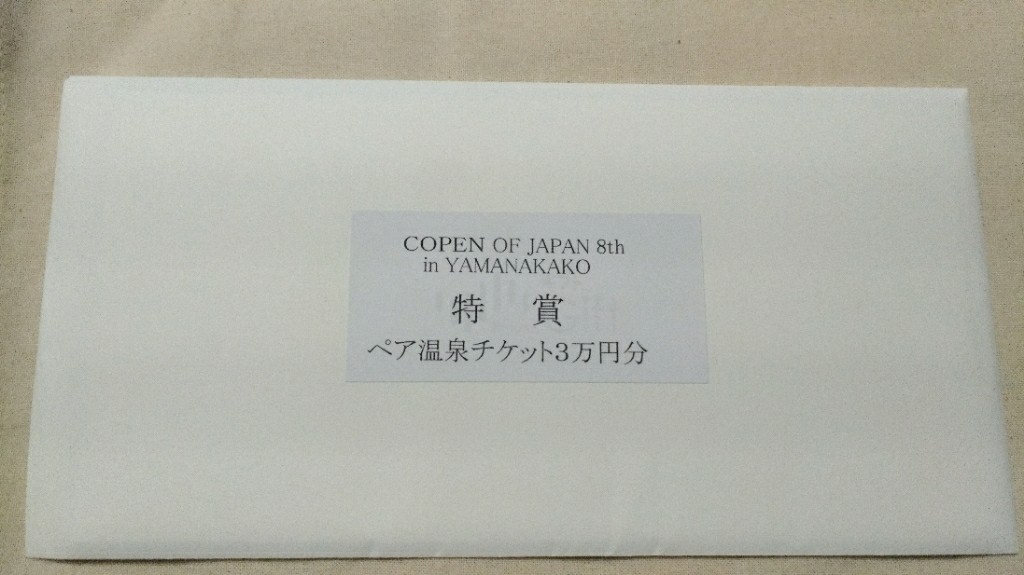 COPEN OF JAPAN 8th
in YAMANAKAKO
特 賞
ペア温泉チケット3万円分